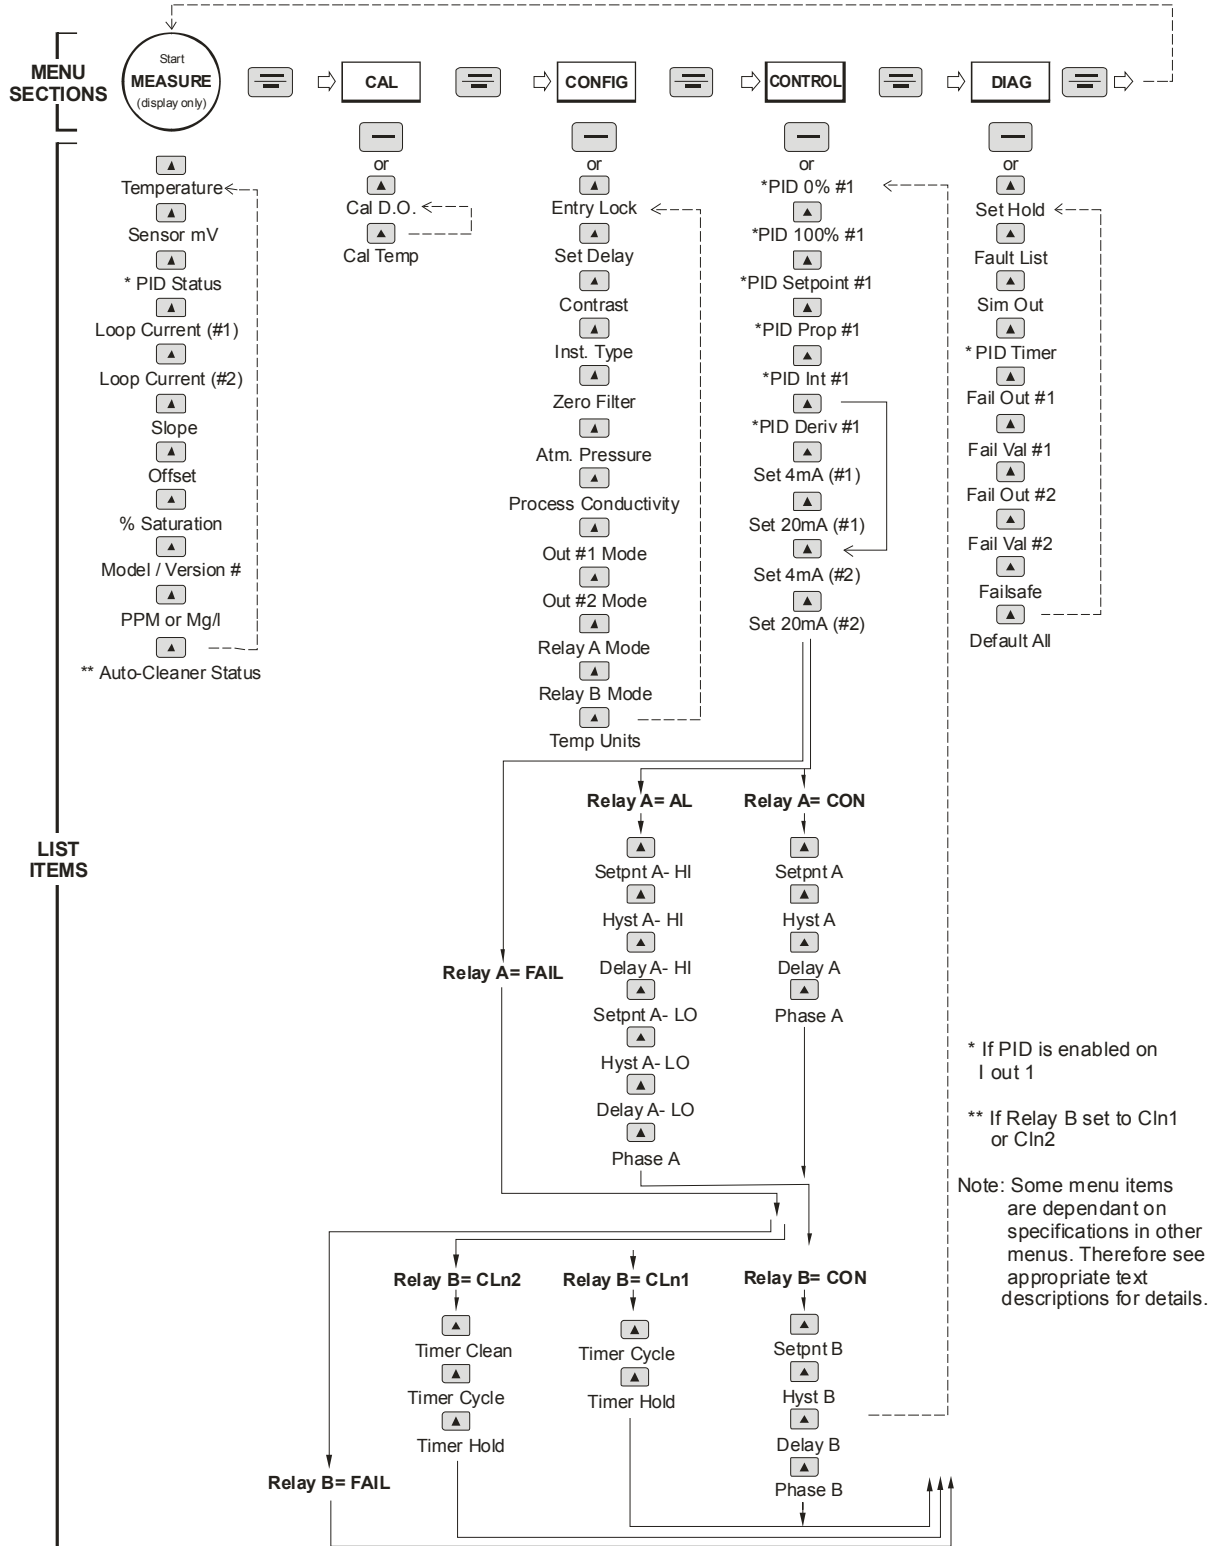 MENU
SECTIONS
Start
MEASURE
(display only)
CAL
CONFIG
CONTROL
DIAG
LIST
ITEMS
Temperature
Sensor mV
* PID Status
Loop Current (#1)
Loop Current (#2)
Slope
Offset
% Saturation
Model / Version #
PPM or Mg/l
** Auto-Cleaner Status
or
Cal D.O.
Cal Temp
or
Entry Lock
Set Delay
Contrast
Inst. Type
Zero Filter
Atm. Pressure
Process Conductivity
Out #1 Mode
Out #2 Mode
Relay A Mode
Relay B Mode
Temp Units
or
*PID 0% #1
*PID 100% #1
*PID Setpoint #1
*PID Prop #1
*PID Int #1
*PID Deriv #1
Set 4mA (#1)
Set 20mA (#1)
Set 4mA (#2)
Set 20mA (#2)
or
Set Hold
Fault List
Sim Out
* PID Timer
Fail Out #1
Fail Val #1
Fail Out #2
Fail Val #2
Failsafe
Default All
Relay A= FAIL
Relay A= AL
Setpnt A- HI
Hyst A- HI
Delay A- HI
Setpnt A- LO
Hyst A- LO
Delay A- LO
Phase A
Relay A= CON
Setpnt A
Hyst A
Delay A
Phase A
* If PID is enabled on
I out 1
** If Relay B set to Cln1
or Cln2
Note: Some menu items
are dependant on
specifications in other
menus. Therefore see
appropriate text
descriptions for details.
Relay B= FAIL
Relay B= CLn2
Timer Clean
Timer Cycle
Timer Hold
Relay B= CLn1
Timer Cycle
Timer Hold
Relay B= CON
Setpnt B
Hyst B
Delay B
Phase B